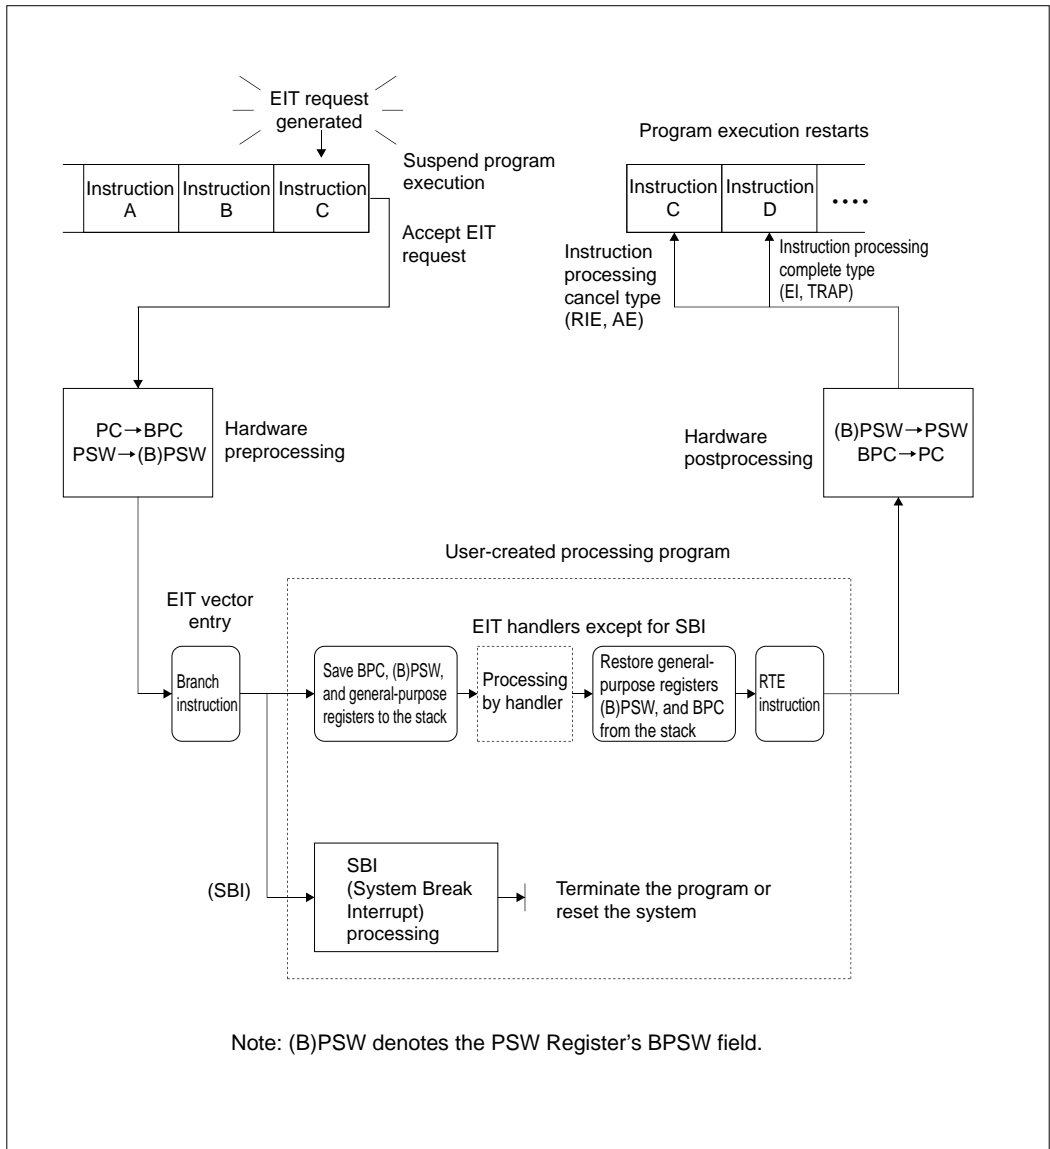 EIT request
generated
Program execution restarts
Suspend program
execution
Instruction
A
Instruction
B
Instruction
C
Instruction
C
Instruction
D
••••
Accept EIT
request
Instruction
processing
cancel type
(RIE, AE)
Instruction processing
complete type
(EI, TRAP)
PC→BPC
PSW→(B)PSW
Hardware
preprocessing
Hardware
postprocessing
(B)PSW→PSW
BPC→PC
User-created processing program
EIT vector
entry
EIT handlers except for SBI
Branch
instruction
Save BPC, (B)PSW,
and general-purpose
registers to the stack
Processing
by handler
Restore general-
purpose registers
(B)PSW, and BPC
from the stack
RTE
instruction
(SBI)
SBI
(System Break
Interrupt)
processing
Terminate the program or
reset the system
Note: (B)PSW denotes the PSW Register's BPSW field.